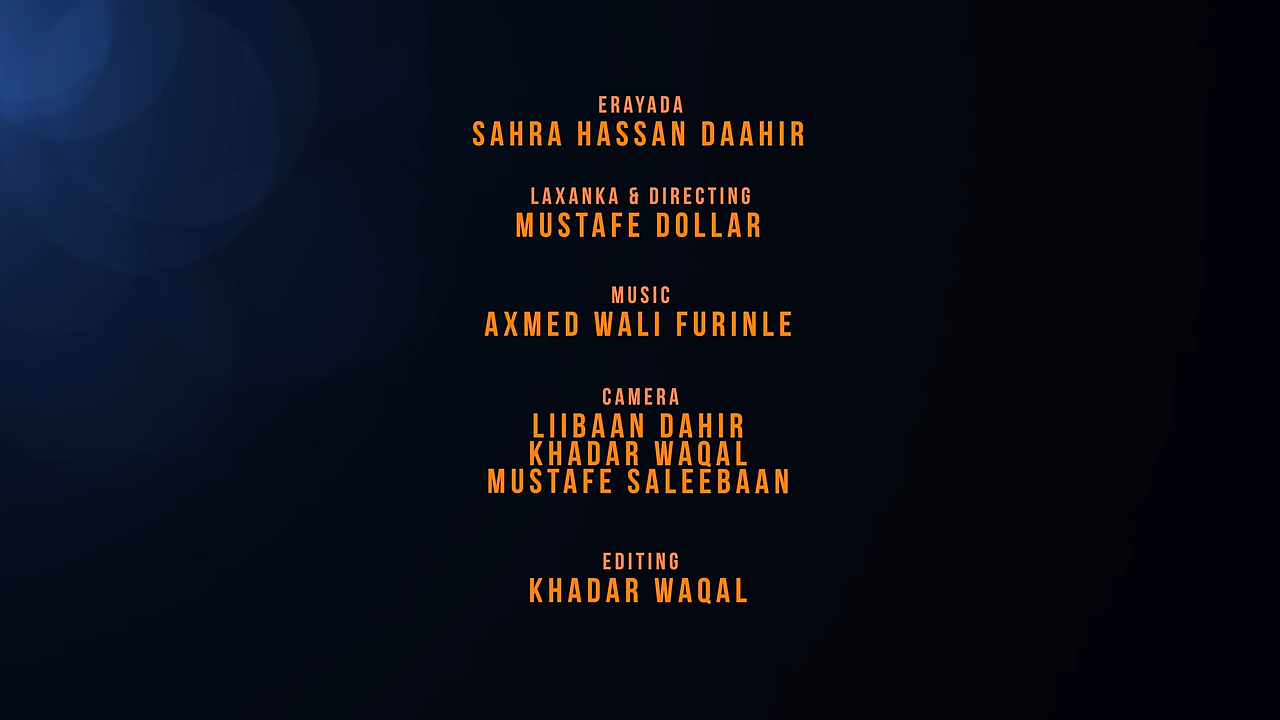 ERAYADA
SAHRA HASSAN DAAHIR
LAXANKA & DIRECTING
MUSTAFE DOLLAR
MUSIC
AXMED WALI FURINLE
CAMERA
LIIBAAN DAHIR
KHADAR WAQAL
MUSTAFE SALEEBAAN
EDITING
KHADAR WAQAL